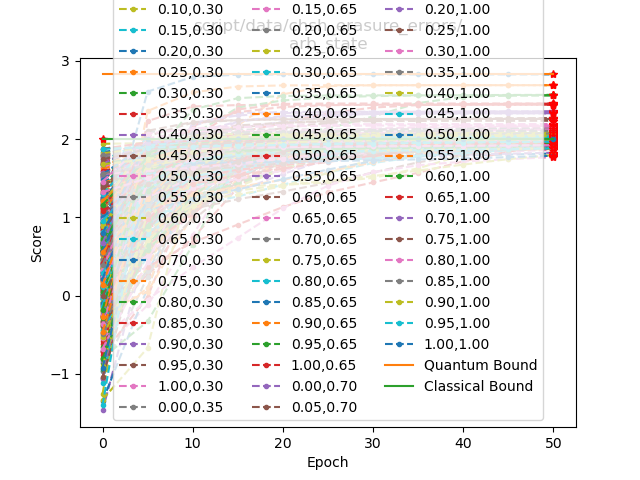 script/data/chsh_erasure_errors/
arb_state
0.10,0.30 0.15,0.65 0.20,1.00
0.15,0.30 0.20,0.65 0.25,1.00
0.20,0.30 0.25,0.65 0.30,1.00
0.25,0.30 0.30,0.65 0.35,1.00
0.30,0.30 0.35,0.65 0.40,1.00
0.35,0.30 0.40,0.65 0.45,1.00
0.40,0.30 0.45,0.65 0.50,1.00
0.45,0.30 0.50,0.65 0.55,1.00
0.50,0.30 0.55,0.65 0.60,1.00
0.55,0.30 0.60,0.65 0.65,1.00
0.60,0.30 0.65,0.65 0.70,1.00
0.65,0.30 0.70,0.65 0.75,1.00
0.70,0.30 0.75,0.65 0.80,1.00
0.75,0.30 0.80,0.65 0.85,1.00
0.80,0.30 0.85,0.65 0.90,1.00
0.85,0.30 0.90,0.65 0.95,1.00
0.90,0.30 0.95,0.65 1.00,1.00
0.95,0.30 1.00,0.65 Quantum Bound
1.00,0.30 0.00,0.70 Classical Bound
0.00,0.35 0.05,0.70
3
2
1
0
−1
Score
0 10 20 30 40 50
Epoch